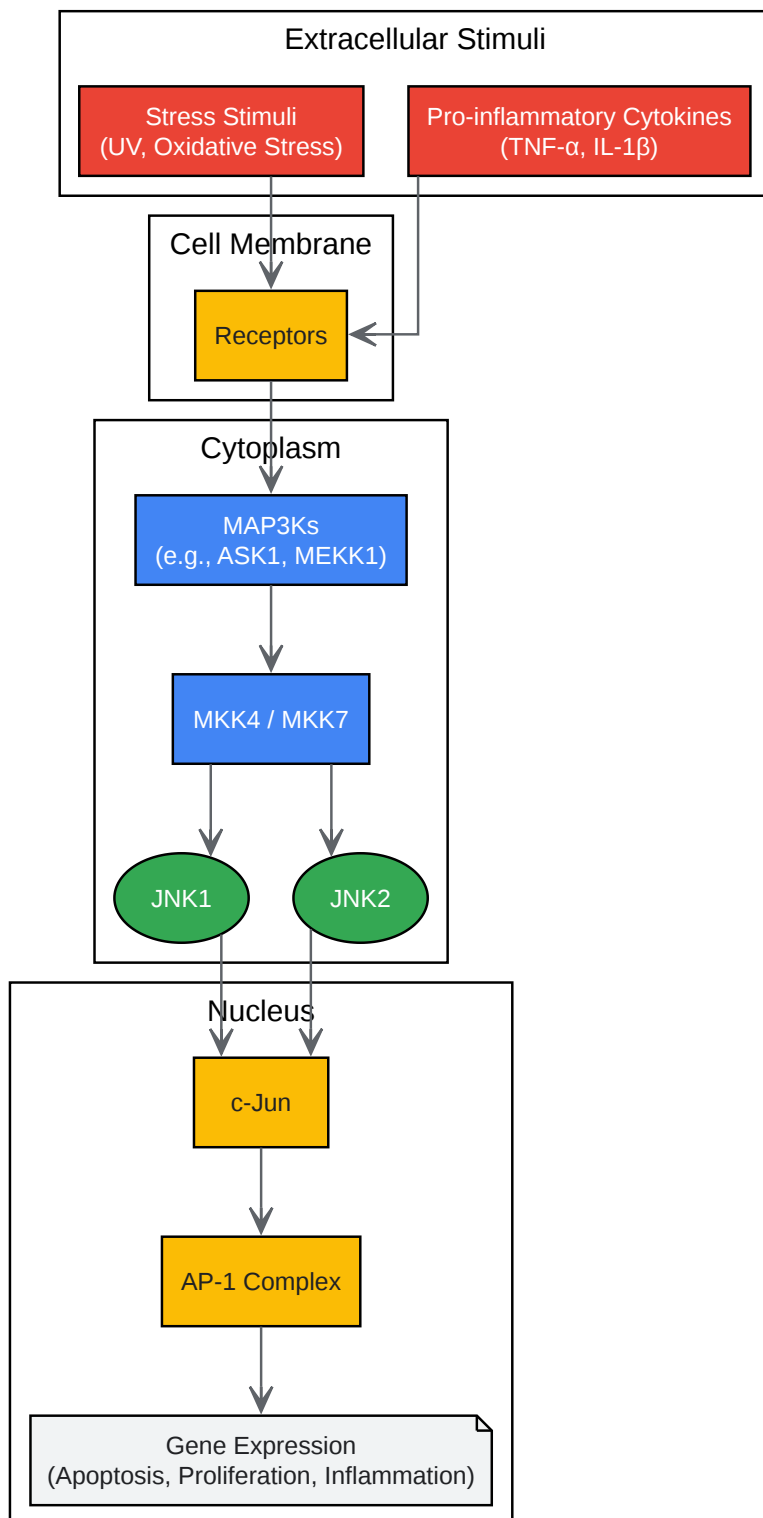 Extracellular Stimuli
Stress Stimuli
(UV, Oxidative Stress)
Pro-inflammatory Cytokines
(TNF-α, IL-1β)
Cell Membrane
Receptors
Cytoplasm
MAP3Ks
(e.g., ASK1, MEKK1)
MKK4 / MKK7
JNK1
JNK2
Nucleus
c-Jun
AP-1 Complex
Gene Expression
(Apoptosis, Proliferation, Inflammation)